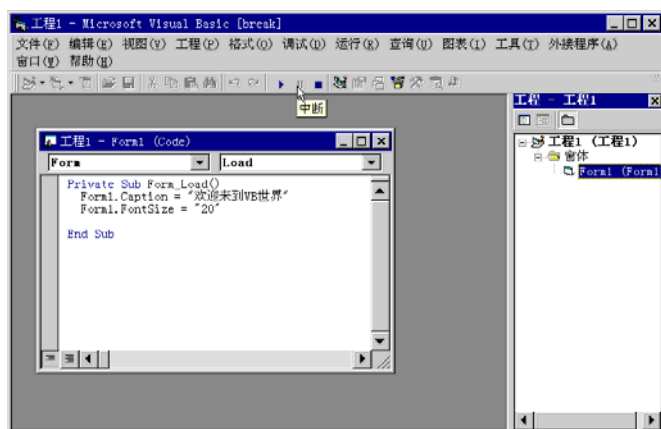 工程1 - Microsoft Visual Basic [break]
文件(F) 编辑(E) 视图(V) 工程(P) 格式(O) 调试(D) 运行(R) 查询(U) 图表(I) 工具(T) 外接程序(A)
窗口(W) 帮助(H)
中断
工程 - 工程1
工程1 (工程1)
窗体
Form1 (Form1
工程1 - Form1 (Code)
Form
Load
Private Sub Form_Load()
Form1.Caption = "欢迎来到VB世界"
Form1.FontSize = "20"
End Sub